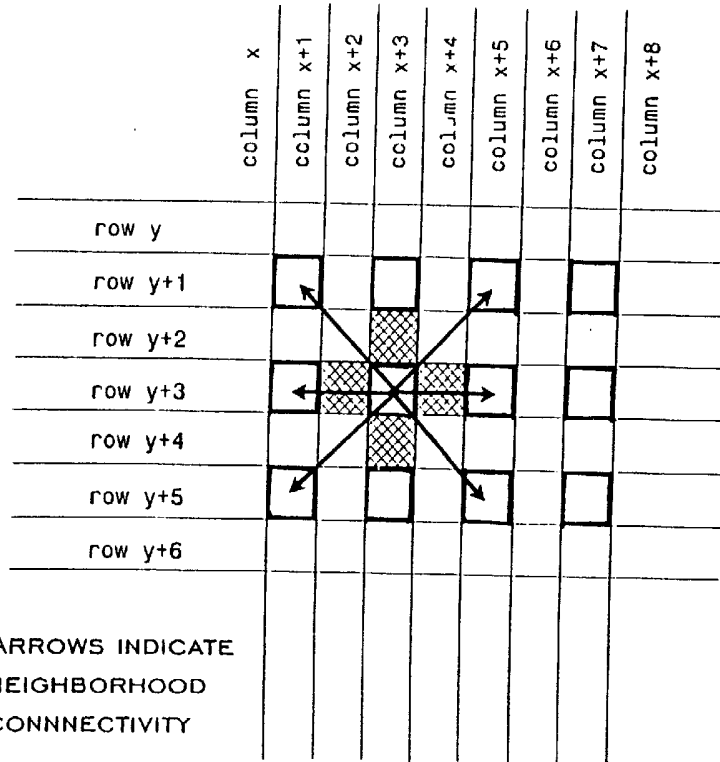 column x
column x+1
column x+2
column x+3
column x+4
column x+5
column x+6
column x+7
column x+8
row y
row y+1
row y+2
row y+3
row y+4
row y+5
row y+6
ARROWS INDICATE
NEIGHBORHOOD
CONNNECTIVITY